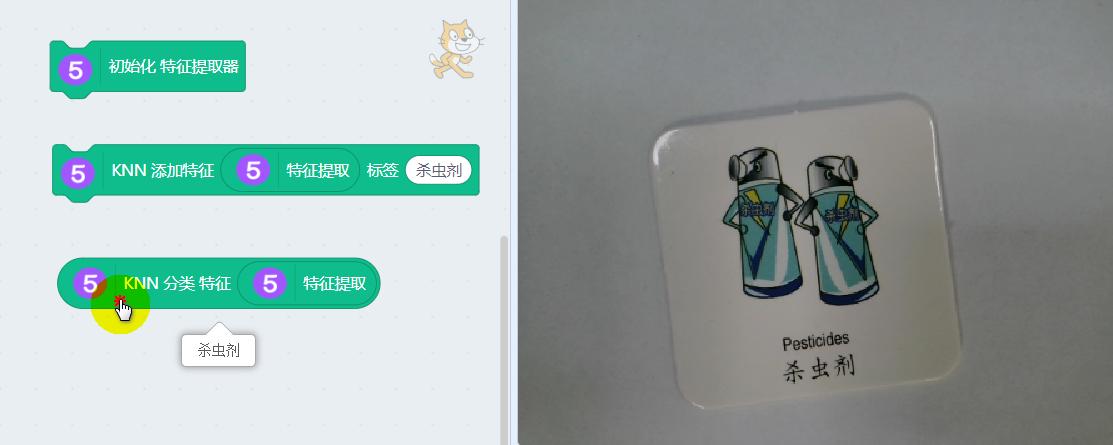 5 初始化 特征提取器
5 KNN 添加特征 5 特征提取 标签 杀虫剂
5 KNN 分类 特征 5 特征提取
杀虫剂
杀虫剂 杀虫剂
Pesticides
杀虫剂